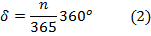 δ = n/365 360° (2)